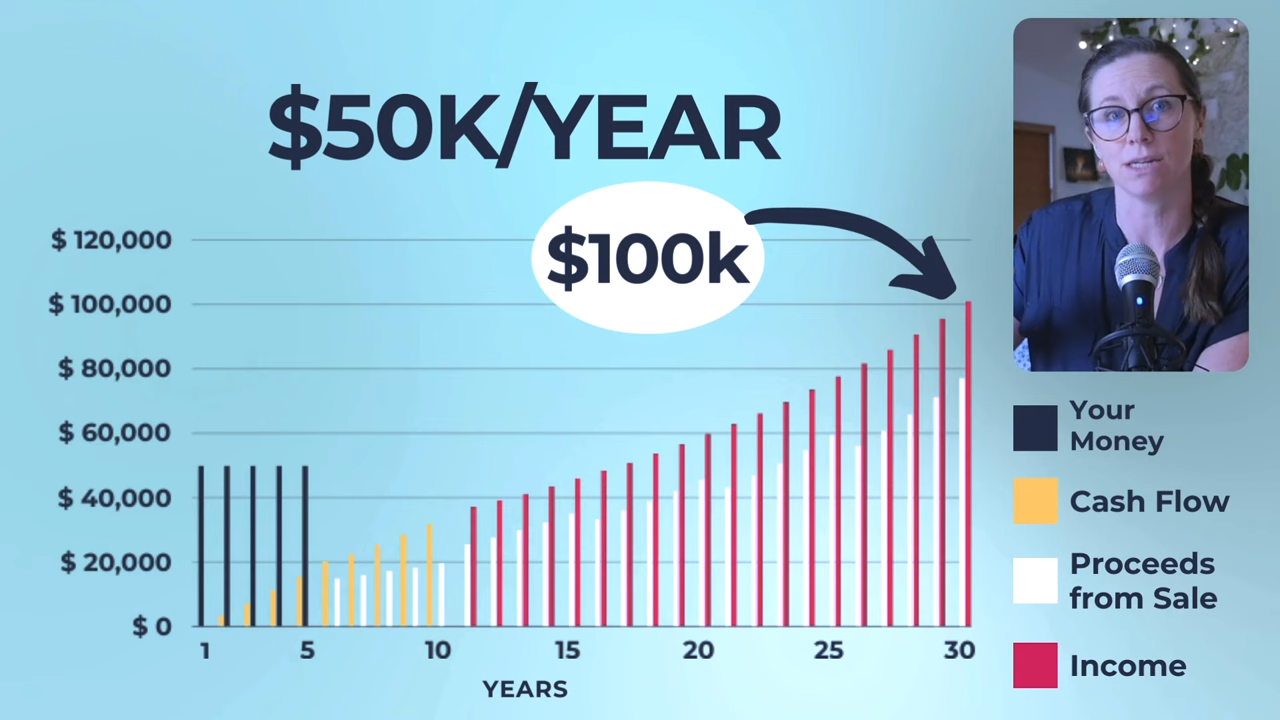 $50K/YEAR
$100k
$ 120,000
$ 100,000
$ 80,000
$ 60,000
$ 40,000
$ 20,000
$ 0
1 5 10 15 20 25 30
YEARS
Your
Money
Cash Flow
Proceeds
from Sale
Income